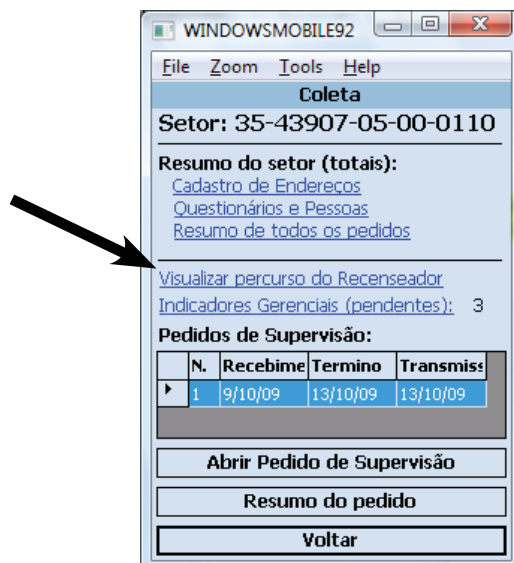 WINDOWSMOBILE92
File Zoom Tools Help
Coleta
Setor: 35-43907-05-00-0110
Resumo do setor (totais):
Cadastro de Endereços
Questionários e Pessoas
Resumo de todos os pedidos
Visualizar percurso do Recenseador
Indicadores Gerenciais (pendentes): 3
Pedidos de Supervisão:
N. Recebime Termino Transmiss
1 9/10/09 13/10/09 13/10/09
Abrir Pedido de Supervisão
Resumo do pedido
Voltar